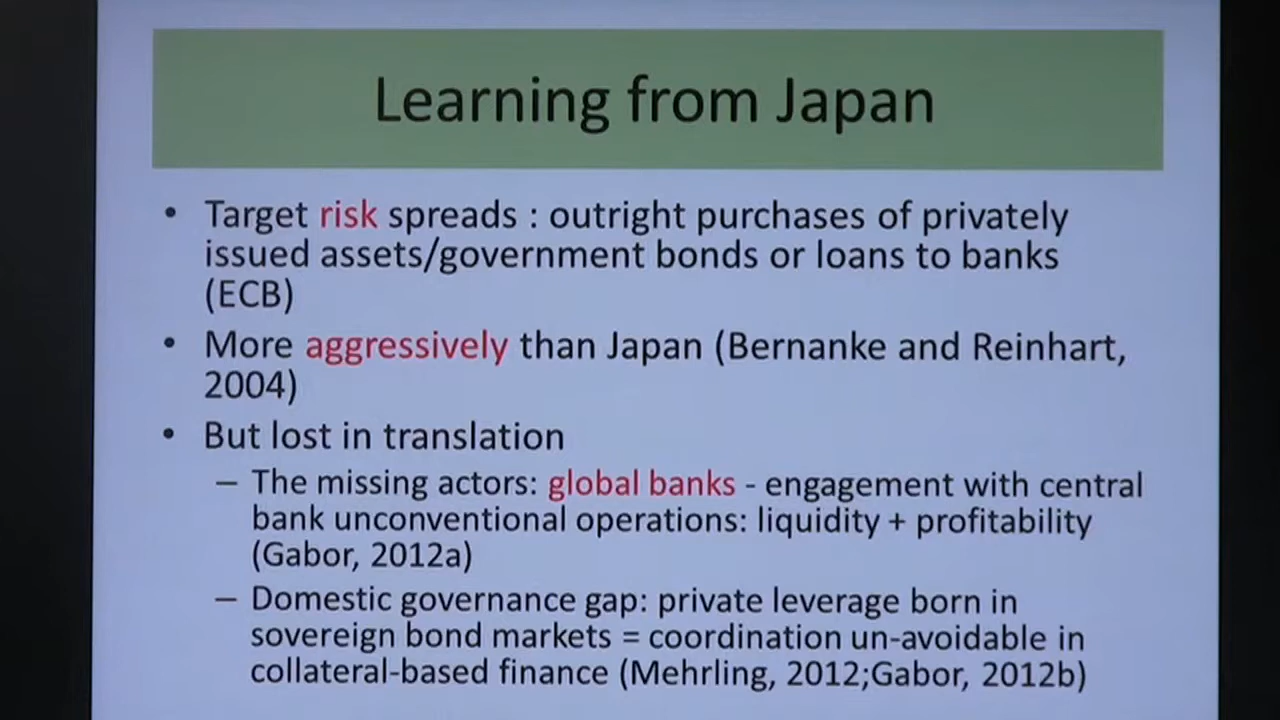 Learning from Japan
• Target risk spreads : outright purchases of privately
issued assets/government bonds or loans to banks
(ECB)
• More aggressively than Japan (Bernanke and Reinhart,
2004)
• But lost in translation
– The missing actors: global banks - engagement with central
bank unconventional operations: liquidity + profitability
(Gabor, 2012a)
– Domestic governance gap: private leverage born in
sovereign bond markets = coordination un-avoidable in
collateral-based finance (Mehrling, 2012;Gabor, 2012b)